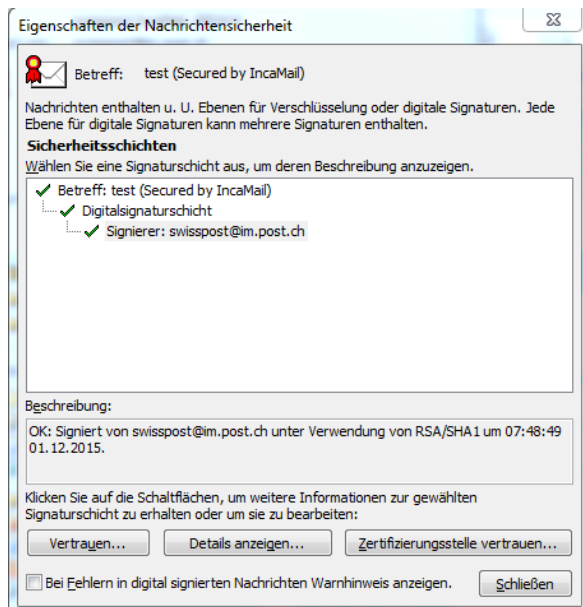 Eigenschaften der Nachrichtensicherheit
Betreff: test (Secured by IncaMail)
Nachrichten enthalten u. U. Ebenen für Verschlüsselung oder digitale Signaturen. Jede
Ebene für digitale Signaturen kann mehrere Signaturen enthalten.
Sicherheitsschichten
Wählen Sie eine Signaturschicht aus, um deren Beschreibung anzuzeigen.
Betreff: test (Secured by IncaMail)
Digitalsignaturschicht
Signierer: swisspost@im.post.ch
Beschreibung:
OK: Signiert von swisspost@im.post.ch unter Verwendung von RSA/SHA1 um 07:48:49
01.12.2015.
Klicken Sie auf die Schaltflächen, um weitere Informationen zur gewählten
Signaturschicht zu erhalten oder um sie zu bearbeiten:
Vertrauen... Details anzeigen... Zertifizierungsstelle vertrauen...
Bei Fehlern in digital signierten Nachrichten Warnhinweis anzeigen. Schließen